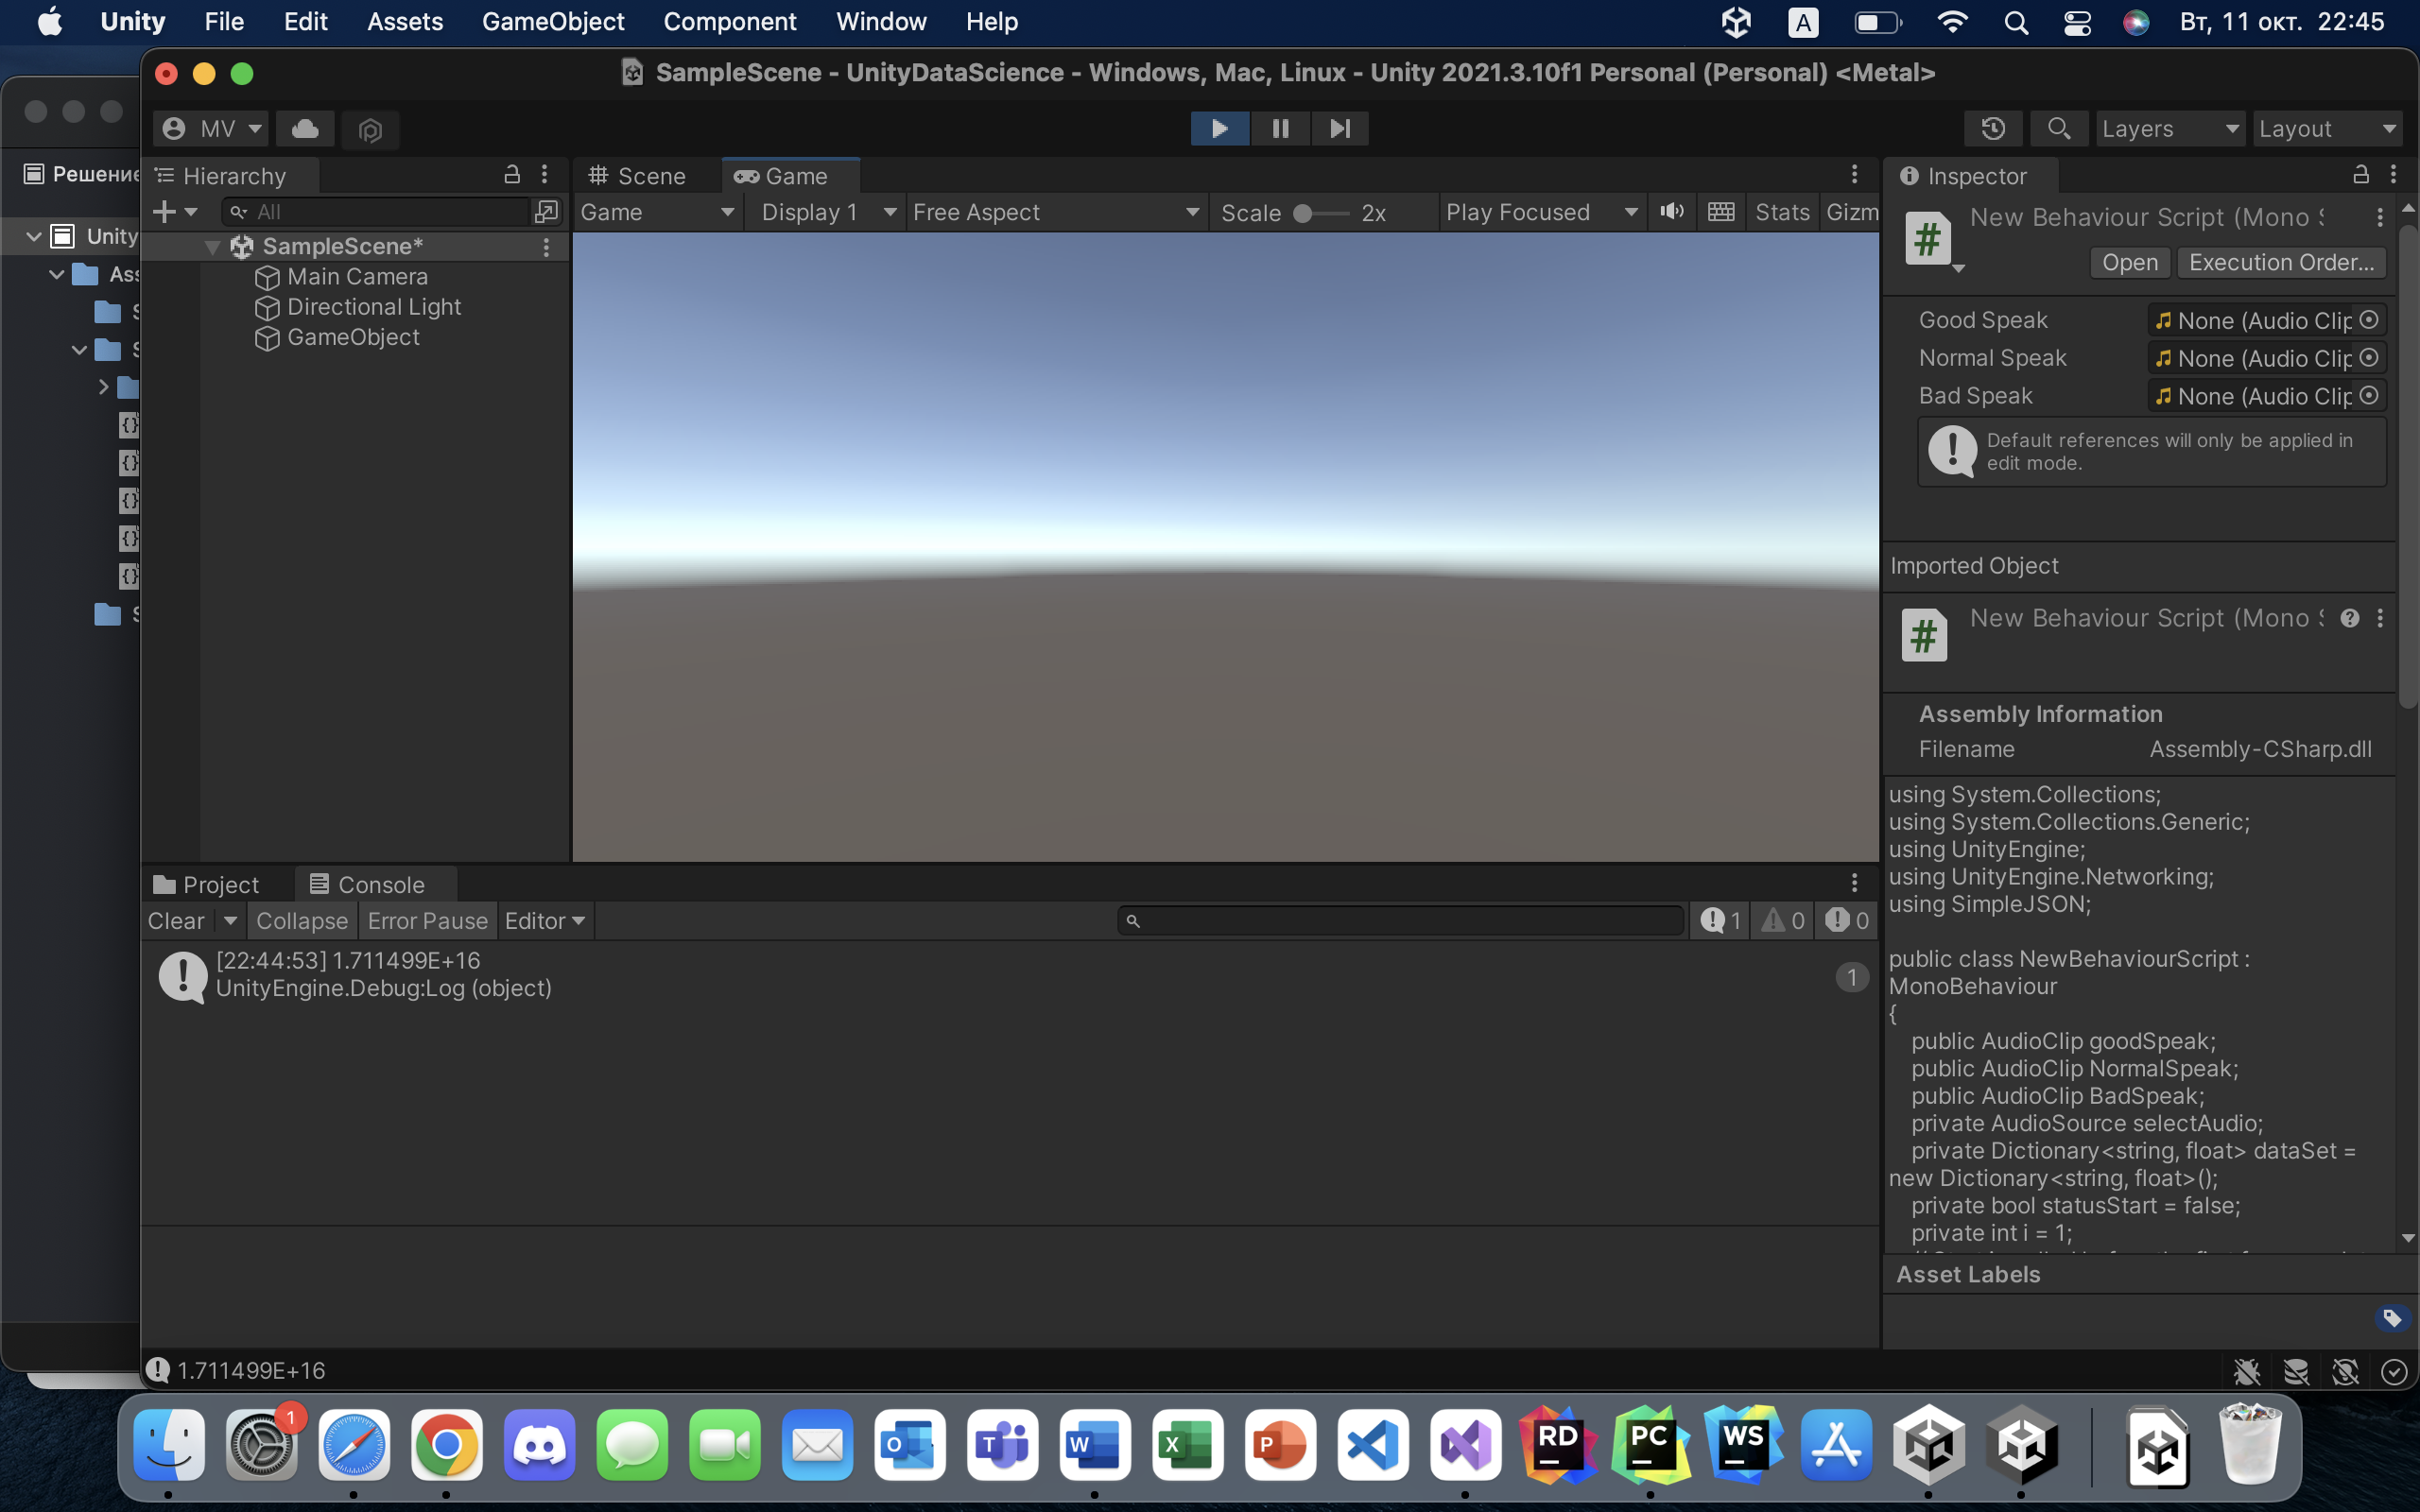 Unity File Edit Assets GameObject Component Window Help A Вт, 11 окт. 22:45
SampleScene - UnityDataScience - Windows, Mac, Linux - Unity 2021.3.10f1 Personal (Personal) <Metal>
MV Layers Layout
Решение
Unity
Ass
Hierarchy
All
SampleScene*
Main Camera
Directional Light
GameObject
Scene Game
Game Display 1 Free Aspect Scale 2x Play Focused Stats Gizm
Inspector
New Behaviour Script (Mono S
Open Execution Order...
Good Speak None (Audio Clip
Normal Speak None (Audio Clip
Bad Speak None (Audio Clip
Default references will only be applied in
edit mode.
Imported Object
New Behaviour Script (Mono S
Assembly Information
Filename Assembly-CSharp.dll
using System.Collections;
using System.Collections.Generic;
using UnityEngine;
using UnityEngine.Networking;
using SimpleJSON;
public class NewBehaviourScript :
MonoBehaviour
{
public AudioClip goodSpeak;
public AudioClip NormalSpeak;
public AudioClip BadSpeak;
private AudioSource selectAudio;
private Dictionary<string, float> dataSet =
new Dictionary<string, float>();
private bool statusStart = false;
private int i = 1;
Asset Labels
Project Console
Clear Collapse Error Pause Editor 1 0 0
[22:44:53] 1.711499E+16
UnityEngine.Debug:Log (object)
1
1.711499E+16
1 O T W X P RD PC WS